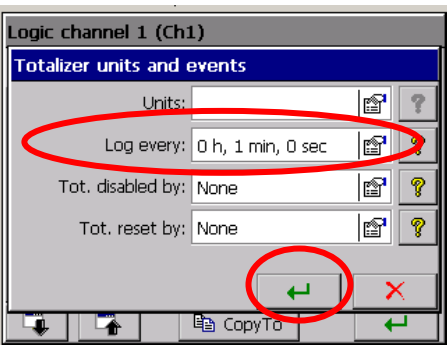 Logic channel 1 (Ch1)
Totalizer units and events
Units: ?
Log every: 0 h, 1 min, 0 sec ?
Tot. disabled by: None ?
Tot. reset by: None ?
CopyTo